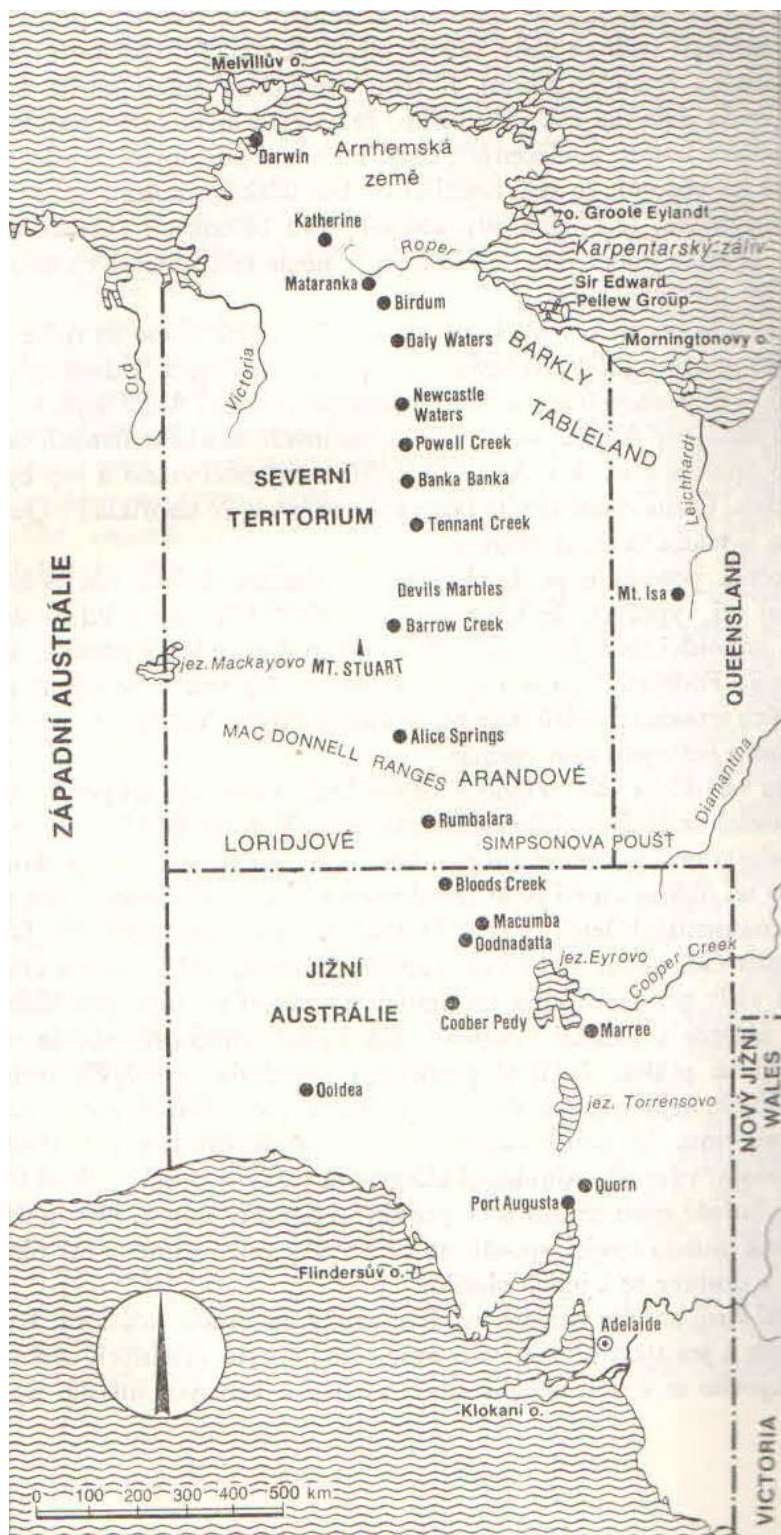 Melvillův o.
Darwin
Arnhemská
země
Katherine
o. Groote Eylandt
Roper
Karpentarský záliv
Mataranka
Sir Edward
Pellew Group
Birdum
Morningtonovy o.
Daly Waters
BARKLY
TABLELAND
Ord
Victoria
Newcastle
Waters
Powell Creek
Leichhardt
SEVERNÍ
TERITORIUM
Banka Banka
Tennant Creek
Devils Marbles
Mt. Isa
QUEENSLAND
Barrow Creek
jez. Mackayovo
MT. STUART
ZÁPADNÍ AUSTRÁLIE
Alice Springs
MAC DONNELL RANGES
ARANDOVÉ
Diamantina
Rumbalara
LORIDJOVÉ
SIMPSONOVA POUŠŤ
Bloods Creek
Macumba
Oodnadatta
jez. Eyrovo
Cooper Creek
JIŽNÍ
AUSTRÁLIE
Coober Pedy
Marree
Ooldea
jez. Torrensovo
NOVÝ JIŽNÍ
WALES
Quorn
Port Augusta
Flindersův o.
Adelaide
Klokaní o.
VICTORIA
0 100 200 300 400 500 km